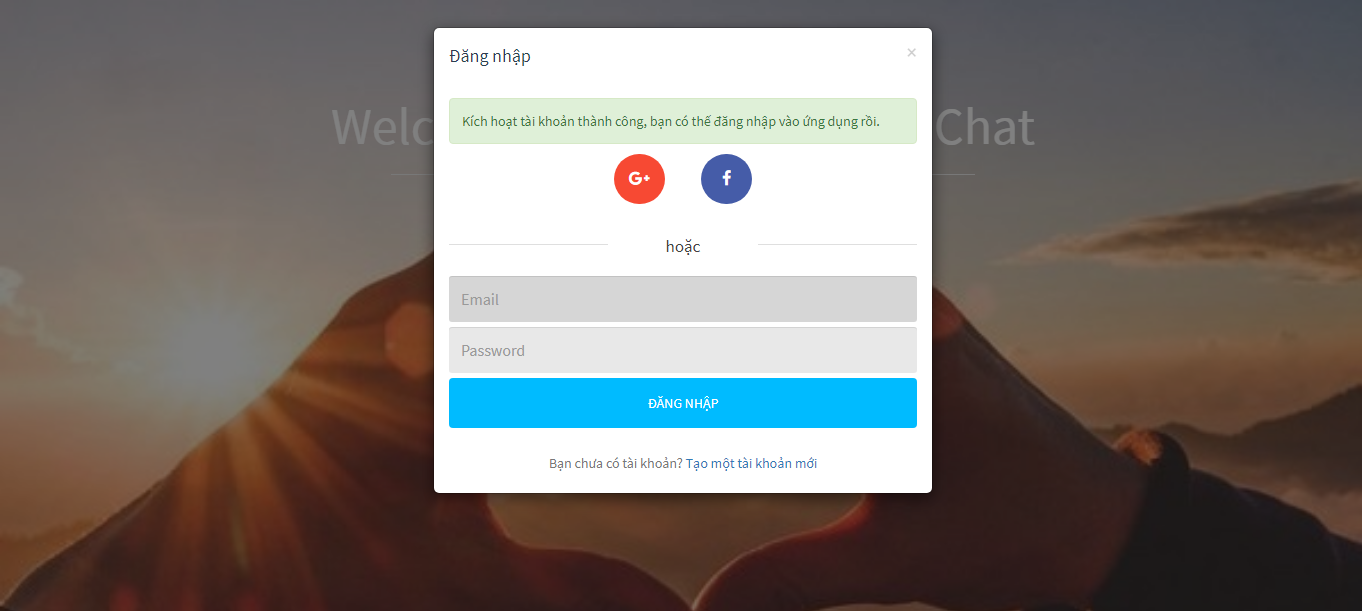 Đăng nhập ×
Welc Chat
Kích hoạt tài khoản thành công, bạn có thể đăng nhập vào ứng dụng rồi.
G+ f
hoặc
Email
Password
ĐĂNG NHẬP
Bạn chưa có tài khoản? Tạo một tài khoản mới